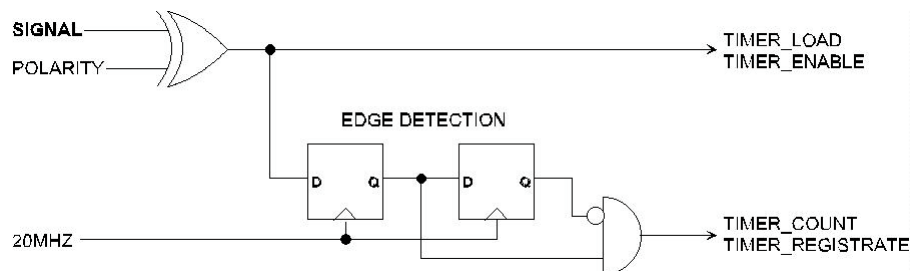 SIGNAL
POLARITY
TIMER_LOAD
TIMER_ENABLE
EDGE DETECTION
D Q
D Q
20MHZ
TIMER_COUNT
TIMER_REGISTRATE